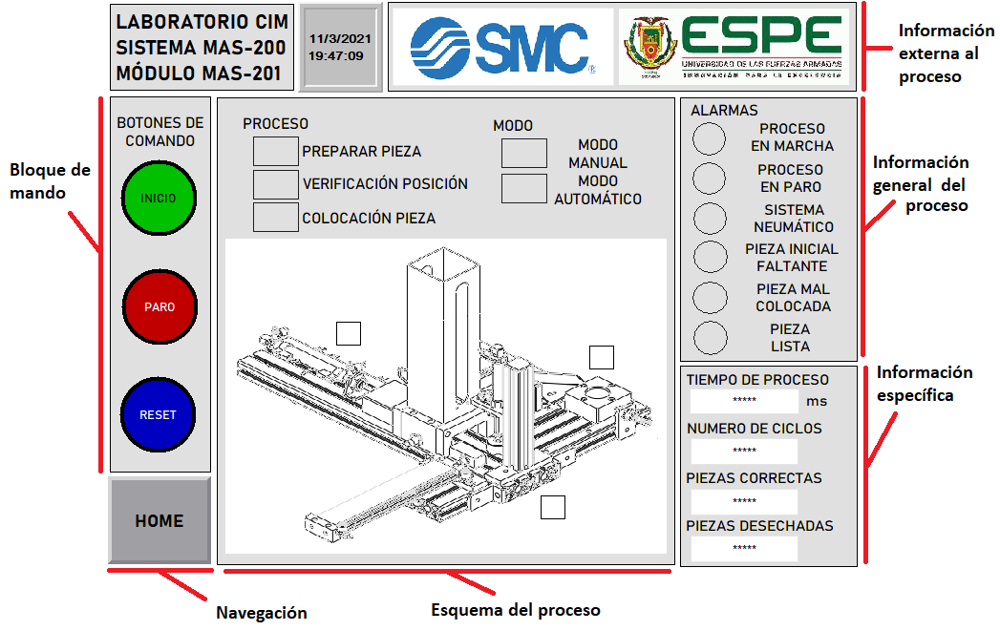 LABORATORIO CIM
SISTEMA MAS-200
MÓDULO MAS-201
11/3/2021
19:47:09
SMC
ESPE
UNIVERSIDAD DE LAS FUERZAS ARMADAS
INNOVACIÓN PARA LA EXCELENCIA
Información
externa al
proceso
Bloque de
mando
BOTONES DE
COMANDO
INICIO
PARO
RESET
HOME
PROCESO
PREPARAR PIEZA
VERIFICACIÓN POSICIÓN
COLOCACIÓN PIEZA
MODO
MODO
MANUAL
MODO
AUTOMÁTICO
ALARMAS
PROCESO
EN MARCHA
PROCESO
EN PARO
SISTEMA
NEUMÁTICO
PIEZA INICIAL
FALTANTE
PIEZA MAL
COLOCADA
PIEZA
LISTA
Información
general del
proceso
TIEMPO DE PROCESO
***** ms
NUMERO DE CICLOS
*****
PIEZAS CORRECTAS
*****
PIEZAS DESECHADAS
*****
Información
específica
Navegación
Esquema del proceso